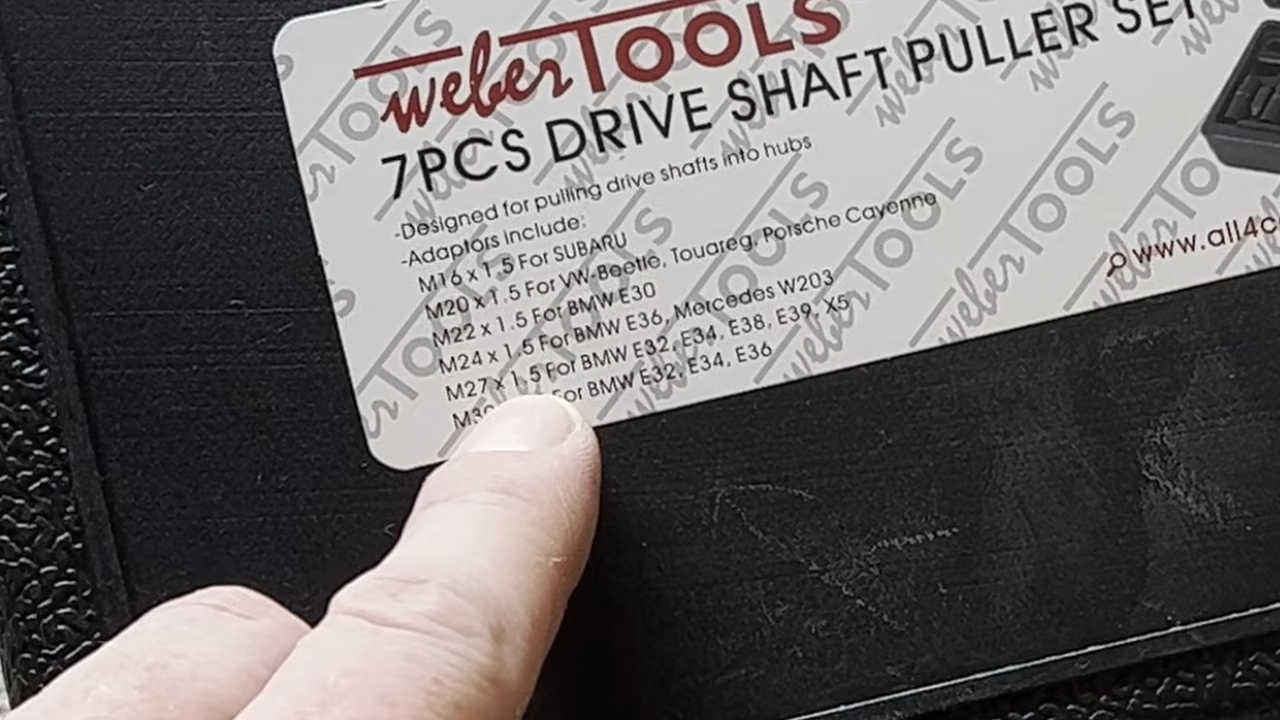 weberTOOLS
7PCS DRIVE SHAFT PULLER SET
-Designed for pulling drive shafts into hubs
-Adaptors include:
M16 x 1.5 For SUBARU
M20 x 1.5 For VW-Beetle, Touareg, Porsche Cayenne
M22 x 1.5 For BMW E30
M24 x 1.5 For BMW E36, Mercedes W203
M27 x 1.5 For BMW E32, E34, E38, E39, X5
For BMW E32, E34, E36
www.all4c